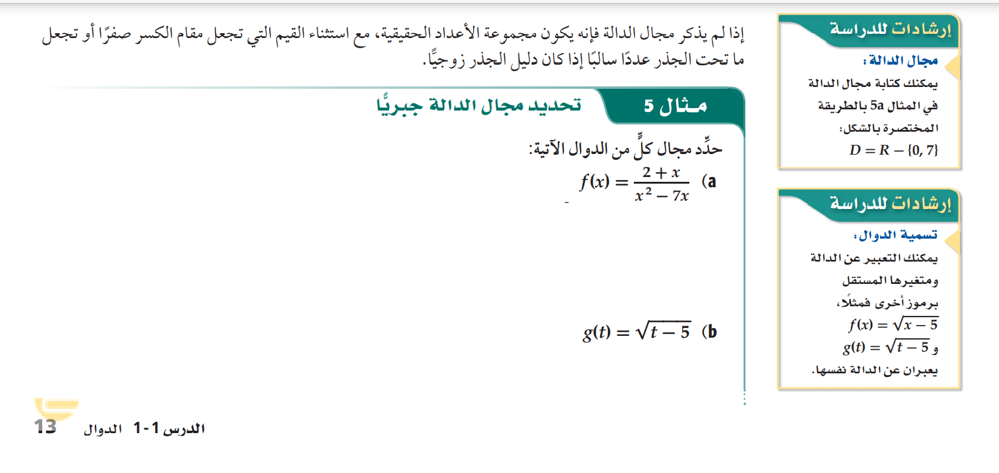 إذا لم يذكر مجال الدالة فإنه يكون مجموعة الأعداد الحقيقية، مع استثناء القيم التي تجعل مقام الكسر صفرًا أو تجعل
ما تحت الجذر عددًا سالبًا إذا كان دليل الجذر زوجيًّا.
مثال 5 تحديد مجال الدالة جبريًّا
حدِّد مجال كلٍّ من الدوال الآتية:
(a f(x) = \frac{2 + x}{x² − 7x}
(b g(t) = √(t − 5)
إرشادات للدراسة
مجال الدالة:
يمكنك كتابة مجال الدالة
في المثال 5a بالطريقة
المختصرة بالشكل:
D = R − {0, 7}
إرشادات للدراسة
تسمية الدوال:
يمكنك التعبير عن الدالة
ومتغيرها المستقل
برموز أخرى فمثلًا،
f(x) = √(x − 5)
و g(t) = √(t − 5)
يعبران عن الدالة نفسها.
الدرس 1-1 الدوال 13